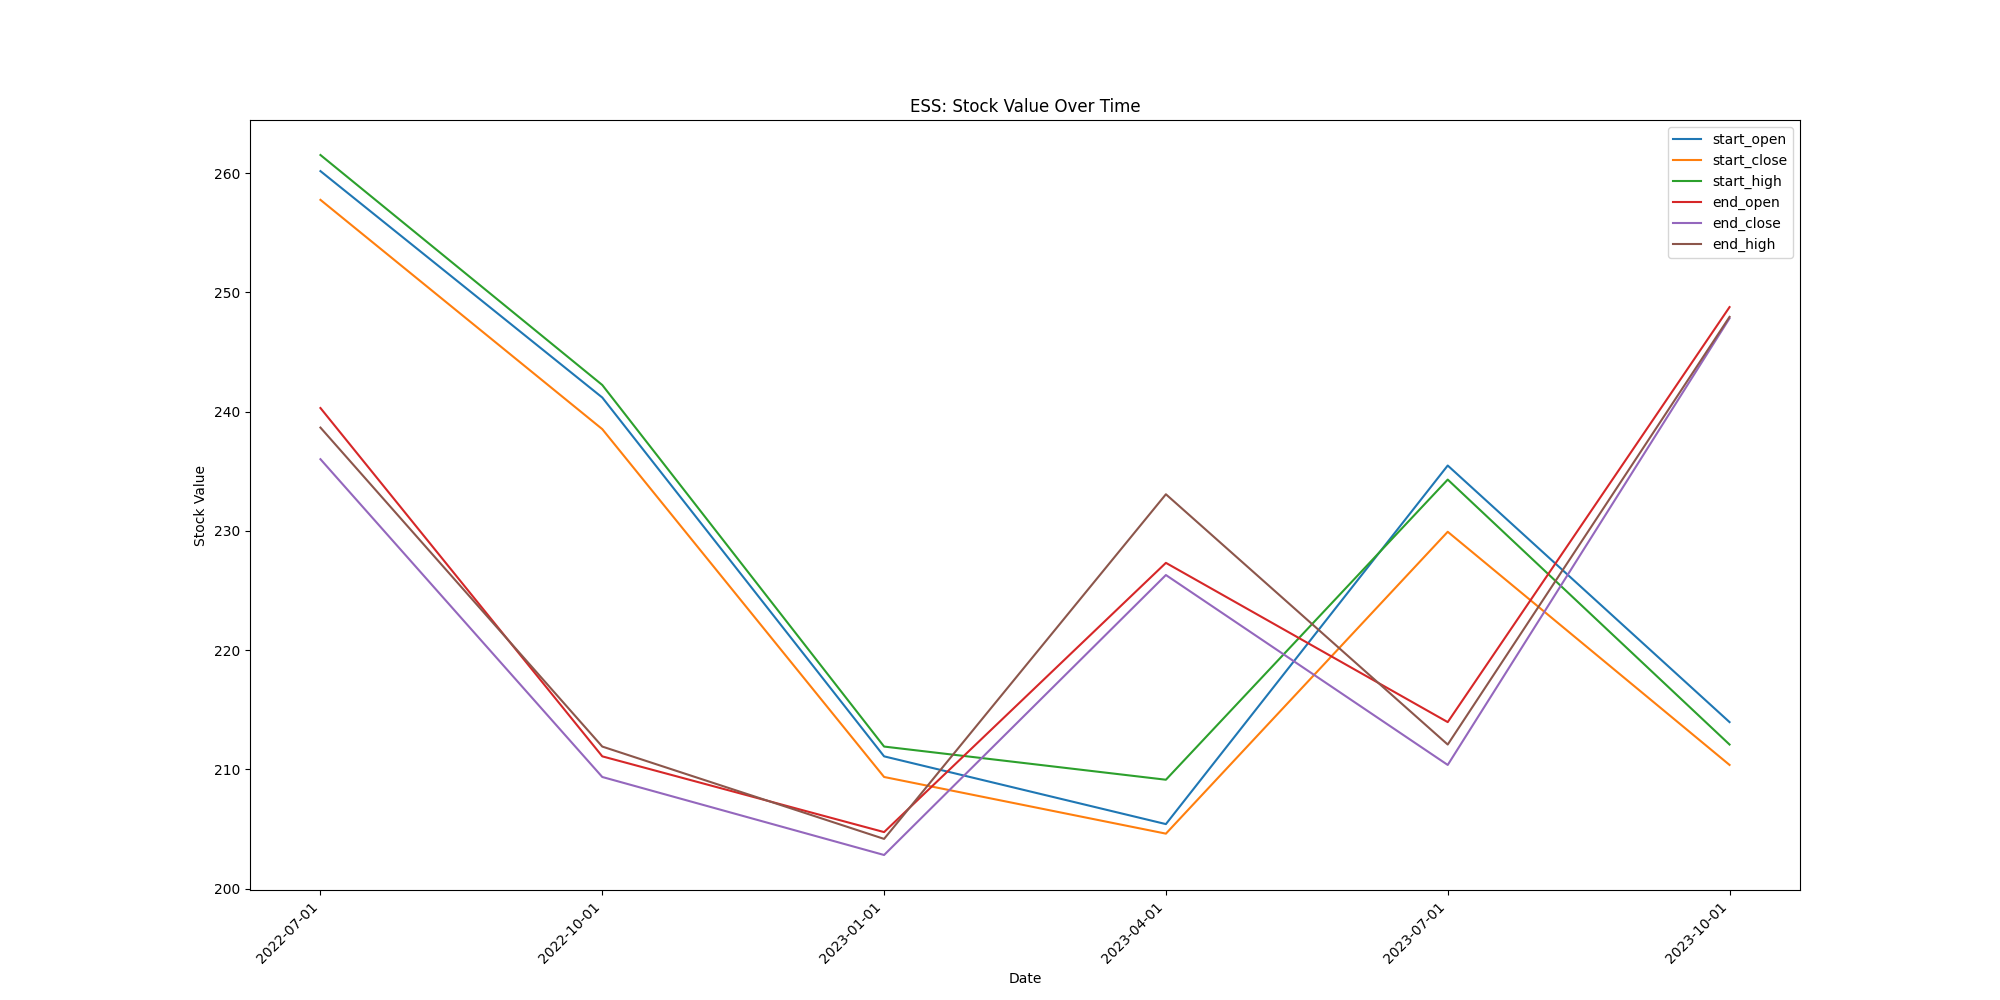 ESS: Stock Value Over Time
start_open
start_close
start_high
end_open
end_close
end_high
260
250
240
230
220
210
200
Stock Value
2022-07-01
2022-10-01
2023-01-01
2023-04-01
2023-07-01
2023-10-01
Date